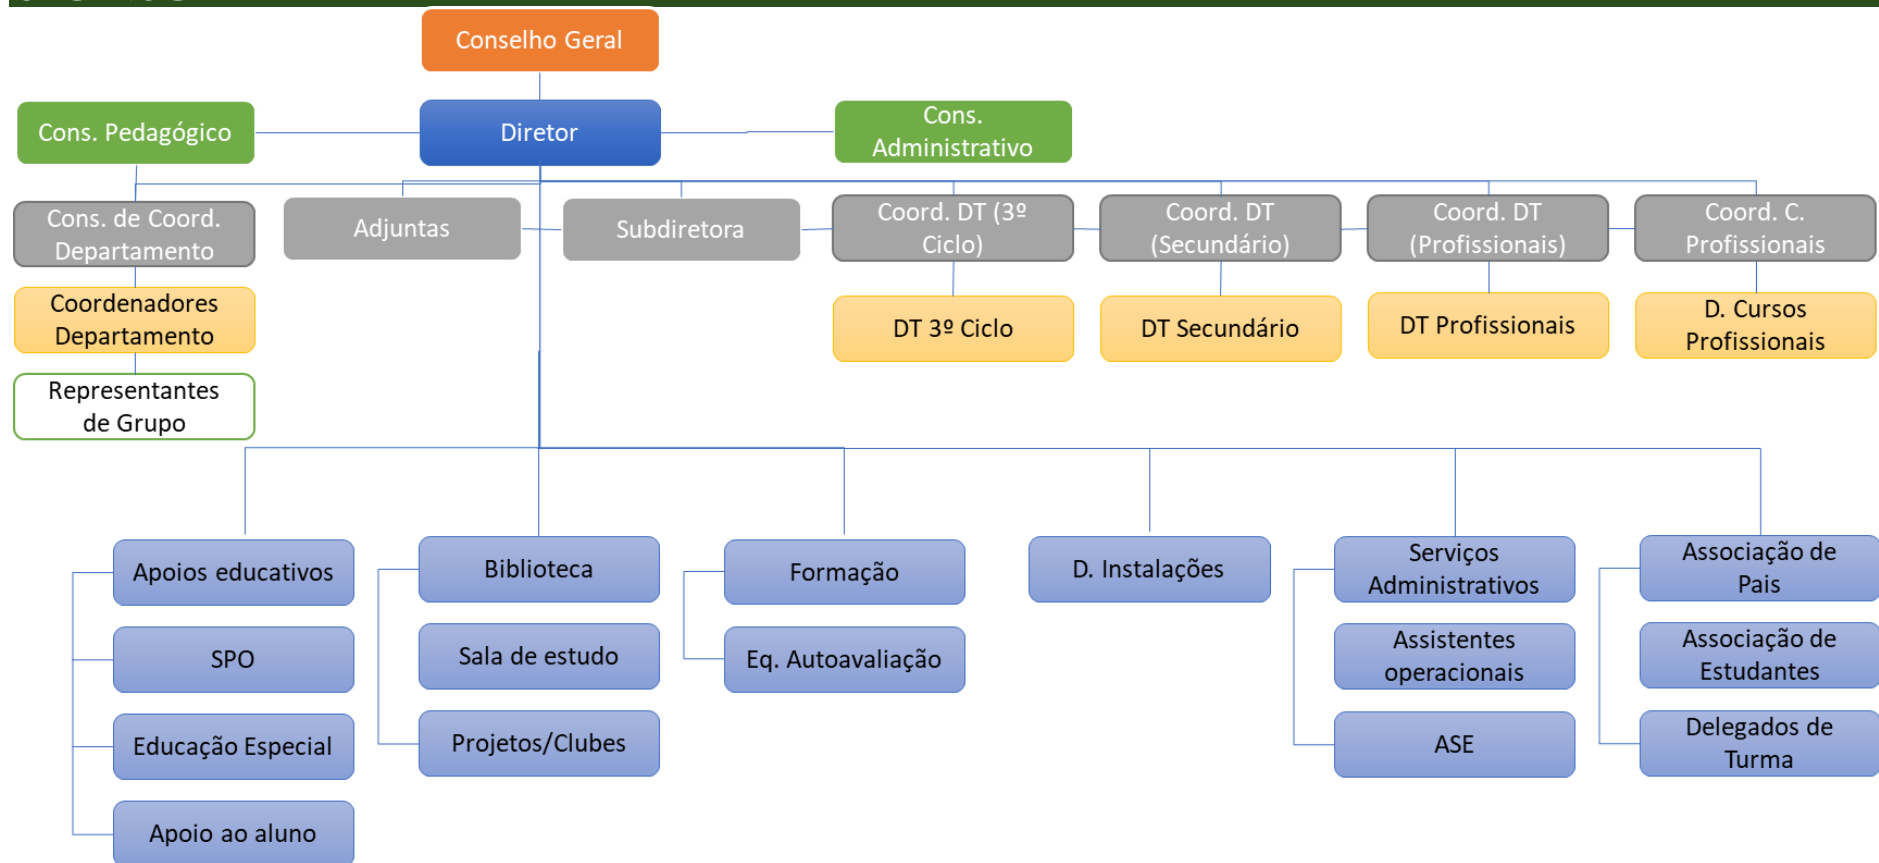 Conselho Geral
Cons. Pedagógico
Diretor
Cons.
Administrativo
Cons. de Coord.
Departamento
Adjuntas
Subdiretora
Coord. DT (3º
Ciclo)
Coord. DT
(Secundário)
Coord. DT
(Profissionais)
Coord. C.
Profissionais
Coordenadores
Departamento
DT 3º Ciclo
DT Secundário
DT Profissionais
D. Cursos
Profissionais
Representantes
de Grupo
Apoios educativos
SPO
Educação Especial
Apoio ao aluno
Biblioteca
Sala de estudo
Projetos/Clubes
Formação
Eq. Autoavaliação
D. Instalações
Serviços
Administrativos
Assistentes
operacionais
ASE
Associação de
Pais
Associação de
Estudantes
Delegados de
Turma